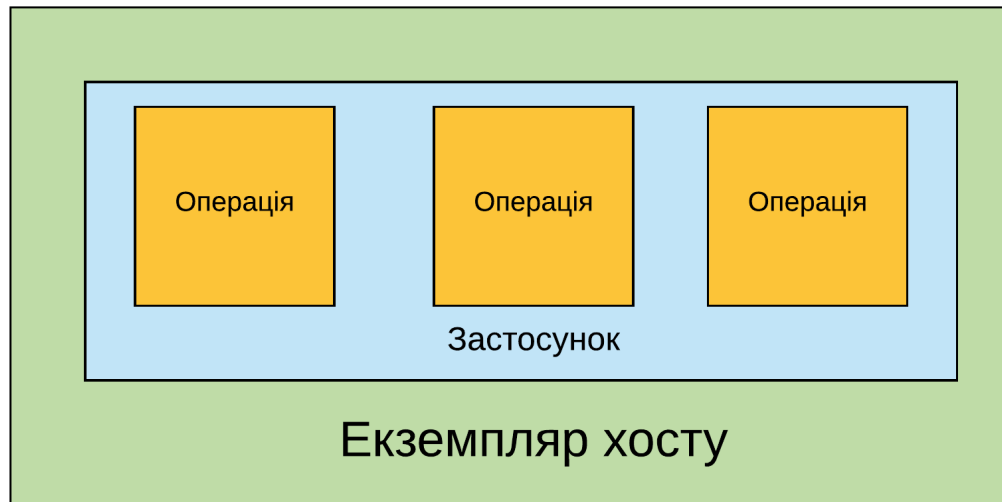 Операція
Операція
Операція
Застосунок
Екземпляр хосту